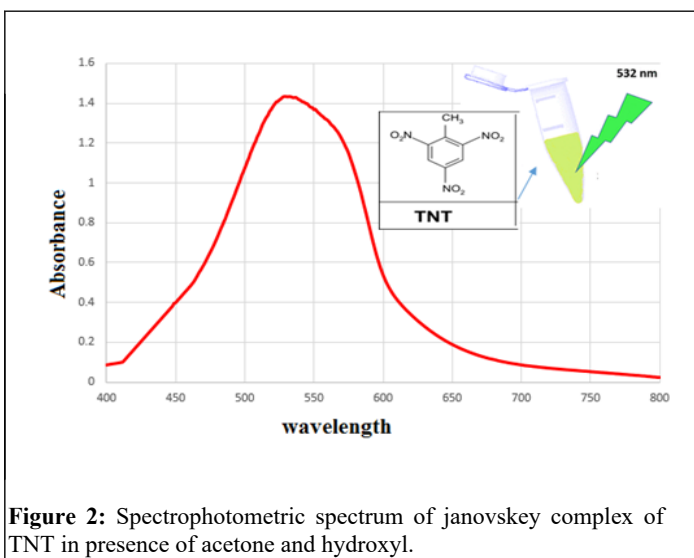 1.6
1.4
1.2
1
0.8
0.6
0.4
0.2
0
Absorbance
400 450 500 550 600 650 700 750 800
wavelength
532 nm
CH₃
O₂N NO₂
NO₂
TNT
Figure 2: Spectrophotometric spectrum of janovskey complex of
TNT in presence of acetone and hydroxyl.